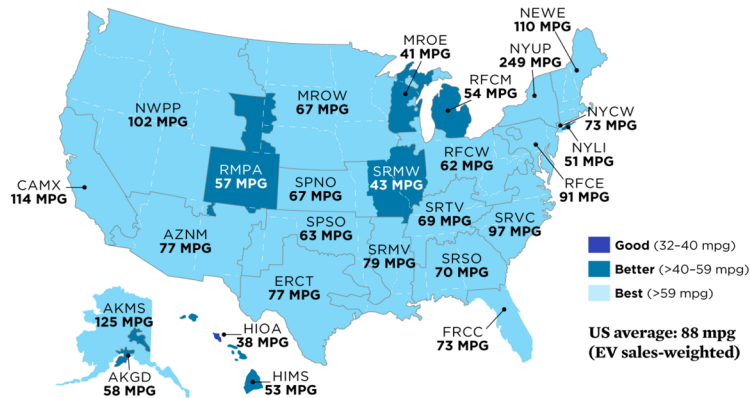 NEWE
110 MPG
MROE
41 MPG
NYUP
249 MPG
RFCM
54 MPG
MROW
67 MPG
NWPP
102 MPG
NYCW
73 MPG
NYLI
51 MPG
RFCW
62 MPG
RMPA
57 MPG
SRMW
43 MPG
RFCE
91 MPG
CAMX
114 MPG
SPNO
67 MPG
SRTV
69 MPG
SRVC
97 MPG
SPSO
63 MPG
AZNM
77 MPG
SRMV
79 MPG
SRSO
70 MPG
ERCT
77 MPG
Good (32–40 mpg)
Better (>40–59 mpg)
Best (>59 mpg)
AKMS
125 MPG
HIOA
38 MPG
FRCC
73 MPG
US average: 88 mpg
(EV sales-weighted)
AKGD
58 MPG
HIMS
53 MPG